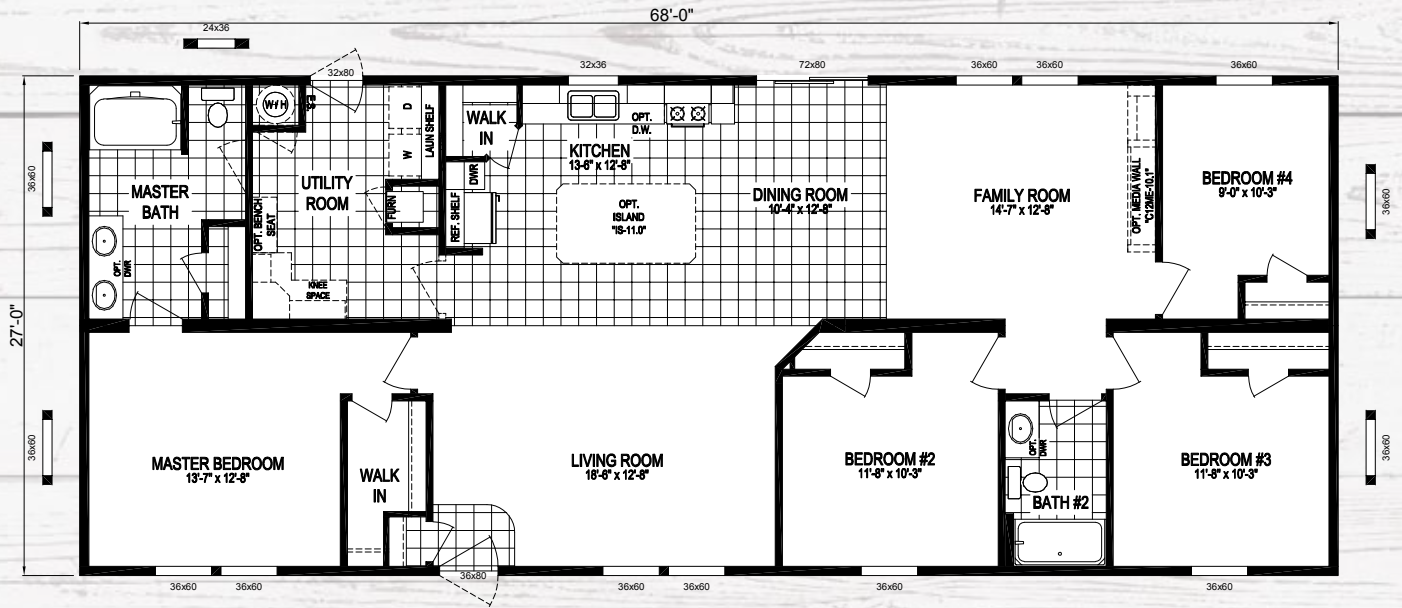 68'-0"
24x36
32x80
32x36
72x80
36x60
36x60
36x60
27'-0"
36x60
36x60
36x60
36x60
MASTER
BATH
OPT.
DWR
W/H
E.P.
UTILITY
ROOM
OPT. BENCH
SEAT
KNEE
SPACE
D
W
LAUN SHELF
FURN
WALK
IN
DWR
REF. SHELF
KITCHEN
13'-6" x 12'-8"
OPT.
D.W.
OPT.
ISLAND
"IS-11.0"
DINING ROOM
10'-4" x 12'-8"
FAMILY ROOM
14'-7" x 12'-8"
OPT. MEDIA WALL
"C12ME-10.1"
BEDROOM #4
9'-0" x 10'-3"
MASTER BEDROOM
13'-7" x 12'-8"
WALK
IN
LIVING ROOM
18'-6" x 12'-8"
BEDROOM #2
11'-8" x 10'-3"
OPT.
DWR
BATH #2
BEDROOM #3
11'-8" x 10'-3"
36x60
36x60
36x80
36x60
36x60
36x60
36x60